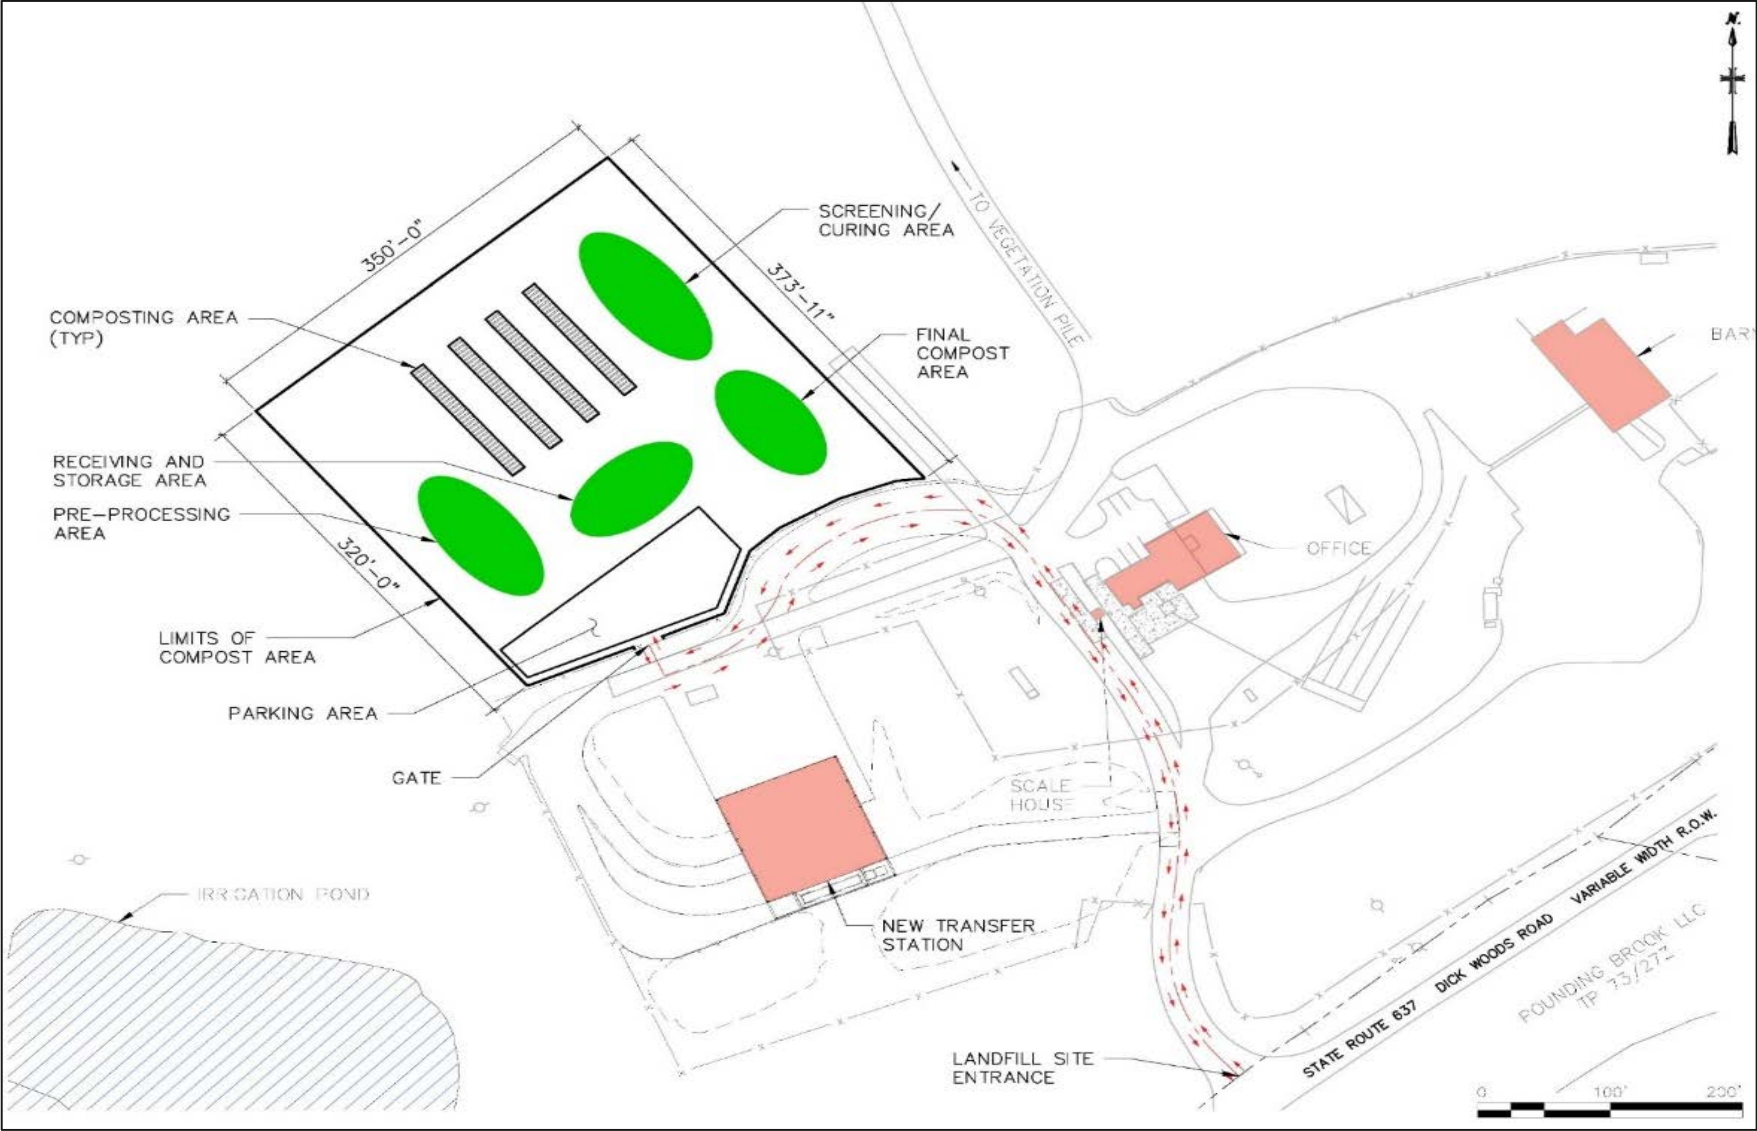 N.
SCREENING/
CURING AREA
TO VEGETATION PILE
350'-0"
373'-11"
COMPOSTING AREA
(TYP)
FINAL
COMPOST
AREA
RECEIVING AND
STORAGE AREA
PRE-PROCESSING
AREA
OFFICE
320'-0"
LIMITS OF
COMPOST AREA
PARKING AREA
GATE
SCALE
HOUSE
IRRIGATION POND
NEW TRANSFER
STATION
STATE ROUTE 637 DICK WOODS ROAD VARIABLE WIDTH R.O.W.
POUNDING BROOK LLC
LANDFILL SITE
ENTRANCE
0 100' 200'